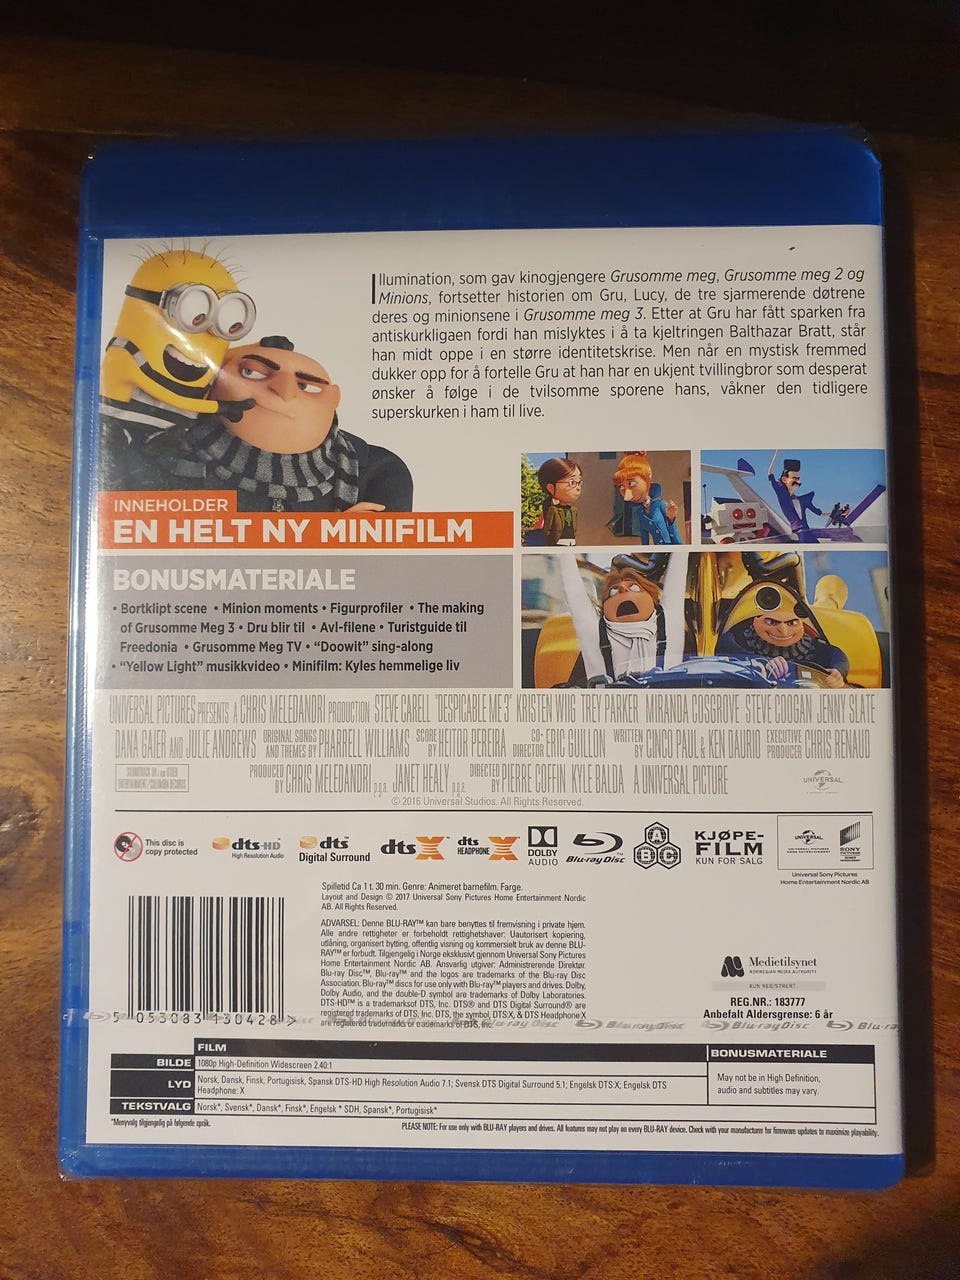 Illumination, som gav kinogjengere Grusomme meg, Grusomme meg 2 og
Minions, fortsetter historien om Gru, Lucy, de tre sjarmerende døtrene
deres og minionsene i Grusomme meg 3. Etter at Gru har fått sparken fra
antiskurkligaen fordi han mislyktes i å ta kjeltringen Balthazar Bratt, står
han midt oppe i en større identitetskrise. Men når en mystisk fremmed
dukker opp for å fortelle Gru at han har en ukjent tvillingbror som desperat
ønsker å følge i de tvilsomme sporene hans, våkner den tidligere
superskurken i ham til live.
INNEHOLDER
EN HELT NY MINIFILM
BONUSMATERIALE
• Bortklipt scene • Minion moments • Figurprofiler • The making
of Grusomme Meg 3 • Dru blir til • Avl-filene • Turistguide til
Freedonia • Grusomme Meg TV • “Doowit” sing-along
• “Yellow Light” musikkvideo • Minifilm: Kyles hemmelige liv
UNIVERSAL PICTURES PRESENTS A CHRIS MELEDANDRI PRODUCTION STEVE CARELL "DESPICABLE ME 3" KRISTEN WIIG TREY PARKER MIRANDA COSGROVE STEVE COOGAN JENNY SLATE
DANA GAIER AND JULIE ANDREWS ORIGINAL SONGS AND THEMES BY PHARRELL WILLIAMS SCORE BY HEITOR PEREIRA CO-DIRECTOR ERIC GUILLON WRITTEN BY CINCO PAUL & KEN DAURIO EXECUTIVE PRODUCER CHRIS RENAUD
PRODUCED BY CHRIS MELEDANDRI p.g.a. JANET HEALY p.g.a. DIRECTED BY PIERRE COFFIN KYLE BALDA A UNIVERSAL PICTURE
UNIVERSAL
© 2016 Universal Studios. All Rights Reserved.
This disc is
copy protected
dts-HD
High Resolution Audio
dts
Digital Surround
dts X
dts HEADPHONE X
DOLBY
AUDIO
Blu-ray Disc
A
B C
KJØPE-
FILM
KUN FOR SALG
UNIVERSAL
SONY
Universal Sony Pictures
Home Entertainment Nordic AB
Spilletid Ca 1 t. 30 min. Genre: Animeret barnefilm. Farge.
Layout and Design © 2017 Universal Sony Pictures Home Entertainment Nordic
AB. All Rights Reserved.
ADVARSEL: Denne BLU-RAY™ kan bare benyttes til fremvisning i private hjem.
Alle andre rettigheter er forbeholdt rettighetshaver: Uautorisert kopiering,
utlåning, organisert bytting, offentlig visning og kommersielt bruk av denne BLU-
RAY™ er forbudt. Tilgjengelig i Norge eksklusivt gjennom Universal Sony Pictures
Home Entertainment Nordic AB. Ansvarlig utgiver: Administrerende Direktør.
Blu-ray Disc™, Blu-ray™ and the logos are trademarks of the Blu-ray Disc
Association. Blu-ray™ discs for use only with Blu-ray™ players and drives. Dolby,
Dolby Audio, and the double-D symbol are trademarks of Dolby Laboratories.
DTS-HD™ is a trademarksof DTS, Inc. DTS® and DTS Digital Surround® are
registered trademarks of DTS, Inc. DTS, the symbol, DTS:X, & DTS Headphone:X
are registered trademarks or trademarks of DTS, Inc.
Medietilsynet
NORWEGIAN MEDIA AUTHORITY
KUN REGISTRERT
REG.NR.: 183777
Anbefalt Aldersgrense: 6 år
5 053083 130428 >
Blu-ray Disc
Blu-ray Disc
FILM
BONUSMATERIALE
BILDE
1080p High-Definition Widescreen 2.40:1
LYD
Norsk, Dansk, Finsk, Portugisisk, Spansk DTS-HD High Resolution Audio 7.1; Svensk DTS Digital Surround 5.1; Engelsk DTS:X; Engelsk DTS
Headphone: X
May not be in High Definition,
audio and subtitles may vary.
TEKSTVALG
Norsk*, Svensk*, Dansk*, Finsk*, Engelsk * SDH, Spansk*, Portugisisk*
*Menyvalg tilgjengelig på følgende språk.
PLEASE NOTE: For use only with BLU-RAY players and drives. All features may not play on every BLU-RAY device. Check with your manufacturer for firmware updates to maximize playability.